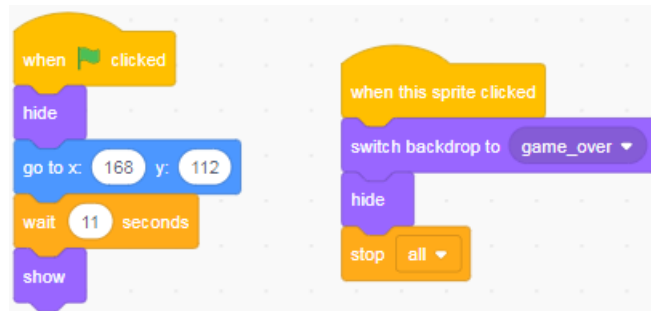 when clicked
hide
go to x: 168 y: 112
wait 11 seconds
show
when this sprite clicked
switch backdrop to game_over
hide
stop all